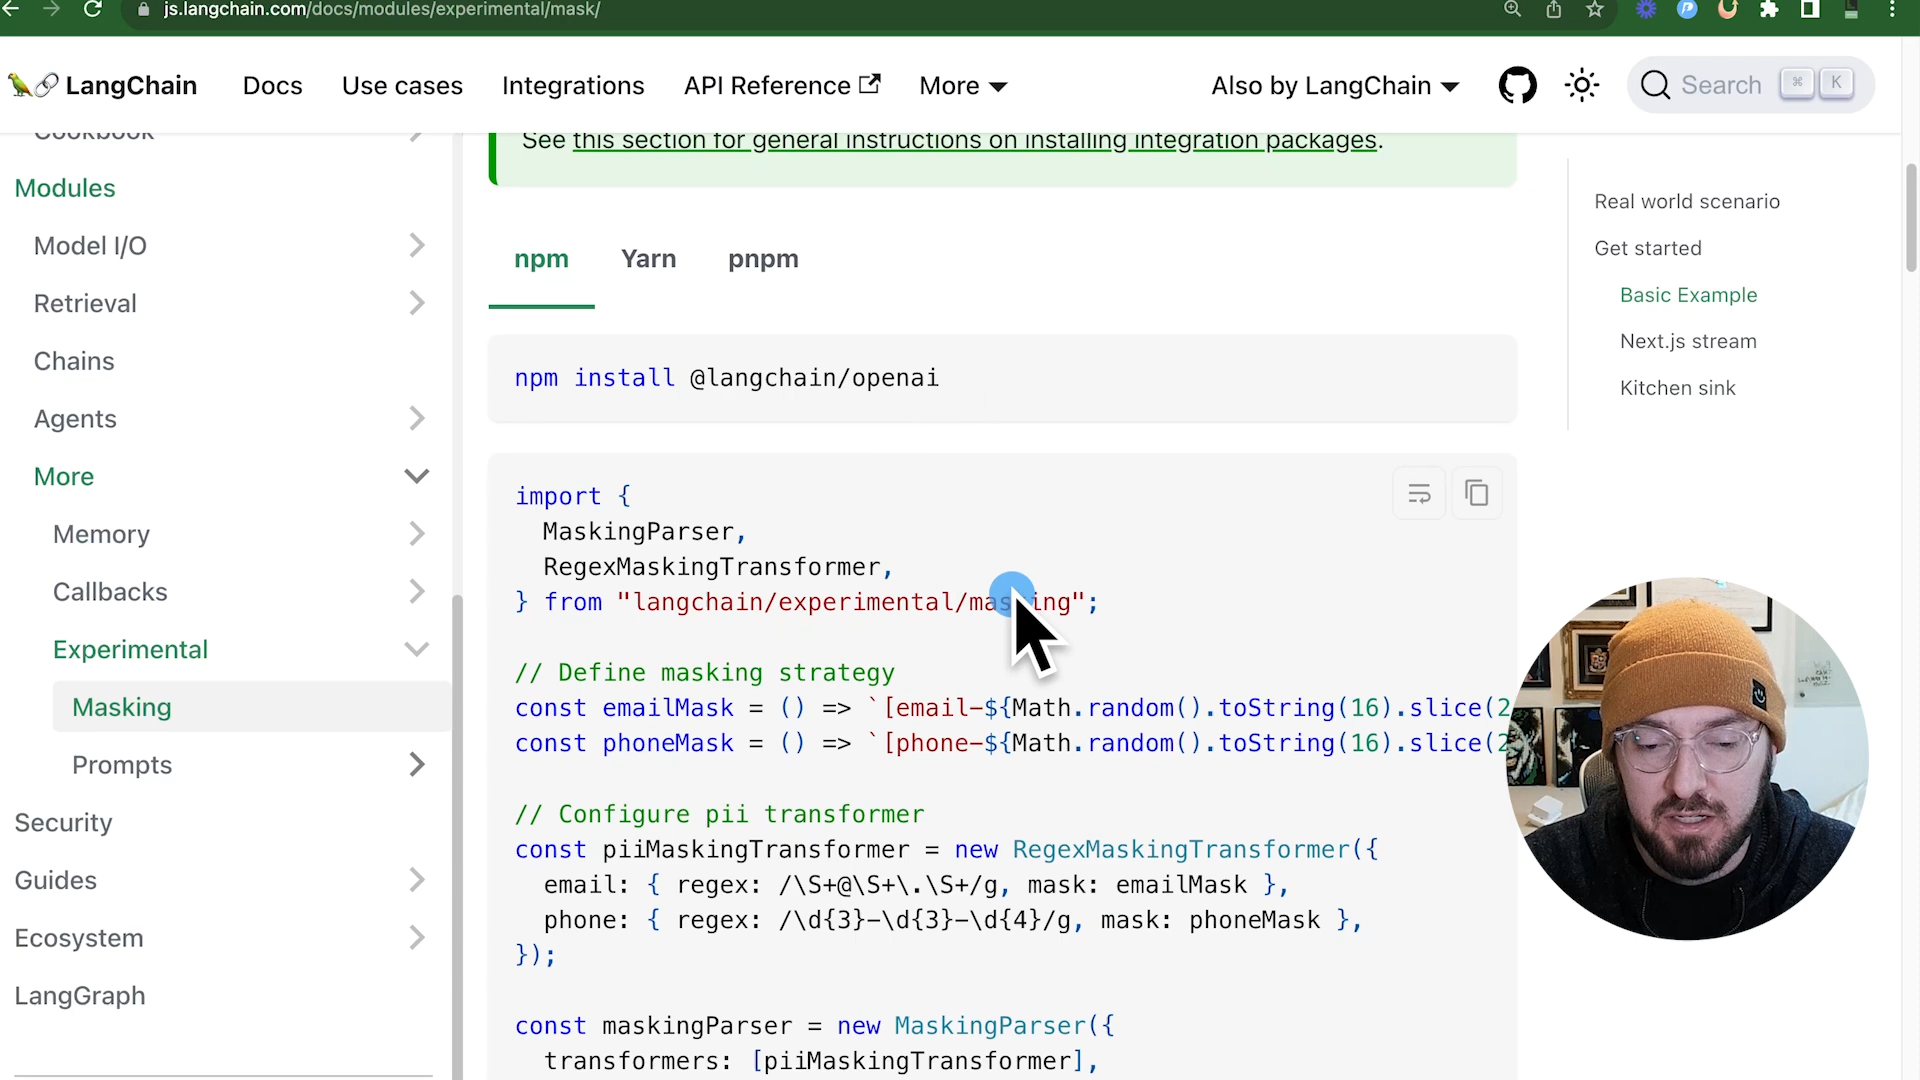 js.langchain.com/docs/modules/experimental/mask/
LangChain
Docs
Use cases
Integrations
API Reference
More
Also by LangChain
Search
⌘
K
Cookbook
Modules
Model I/O
Retrieval
Chains
Agents
More
Memory
Callbacks
Experimental
Masking
Prompts
Security
Guides
Ecosystem
LangGraph
See this section for general instructions on installing integration packages.
npm
Yarn
pnpm
npm install @langchain/openai
import {
MaskingParser,
RegexMaskingTransformer,
} from "langchain/experimental/masking";
// Define masking strategy
const emailMask = () => `[email-${Math.random().toString(16).slice(2
const phoneMask = () => `[phone-${Math.random().toString(16).slice(2
// Configure pii transformer
const piiMaskingTransformer = new RegexMaskingTransformer({
email: { regex: /\S+@\S+\.\S+/g, mask: emailMask },
phone: { regex: /\d{3}-\d{3}-\d{4}/g, mask: phoneMask },
});
const maskingParser = new MaskingParser({
transformers: [piiMaskingTransformer],
Real world scenario
Get started
Basic Example
Next.js stream
Kitchen sink